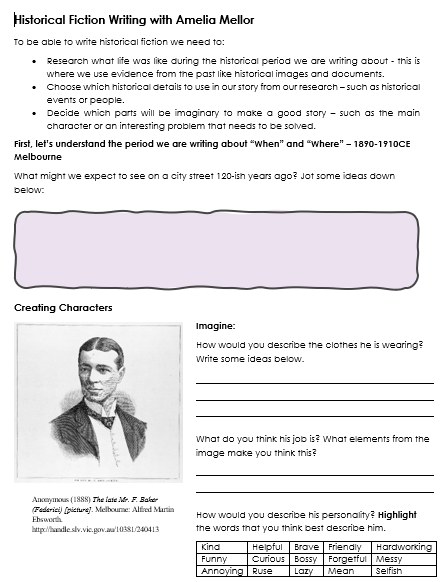 Historical Fiction Writing with Amelia Mellor
To be able to write historical fiction we need to:
• Research what life was like during the historical period we are writing about - this is
where we use evidence from the past like historical images and documents.
• Choose which historical details to use in our story from our research – such as historical
events or people.
• Decide which parts will be imaginary to make a good story – such as the main
character or an interesting problem that needs to be solved.
First, let's understand the period we are writing about "When" and "Where" – 1890-1910CE
Melbourne
What might we expect to see on a city street 120-ish years ago? Jot some ideas down
below:
Creating Characters
Imagine:
How would you describe the clothes he is wearing?
Write some ideas below.
What do you think his job is? What elements from the
image make you think this?
How would you describe his personality? Highlight
the words that you think best describe him.
Kind Helpful Brave Friendly Hardworking
Funny Curious Bossy Forgetful Messy
Annoying Ruse Lazy Mean Selfish
Anonymous (1888) The late Mr. F. Baker
(Federici) [picture]. Melbourne: Alfred Martin
Ebsworth.
http://handle.slv.vic.gov.au/10381/240413